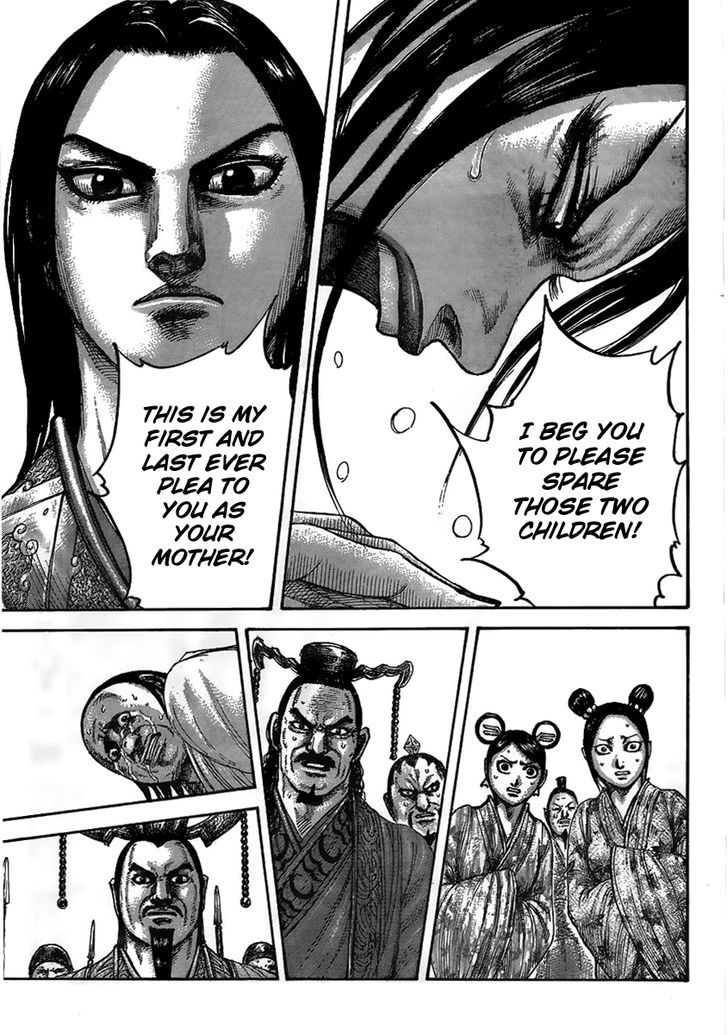 I BEG YOU
TO PLEASE
SPARE
THOSE TWO
CHILDREN!
THIS IS MY
FIRST AND
LAST EVER
PLEA TO
YOU AS
YOUR
MOTHER!